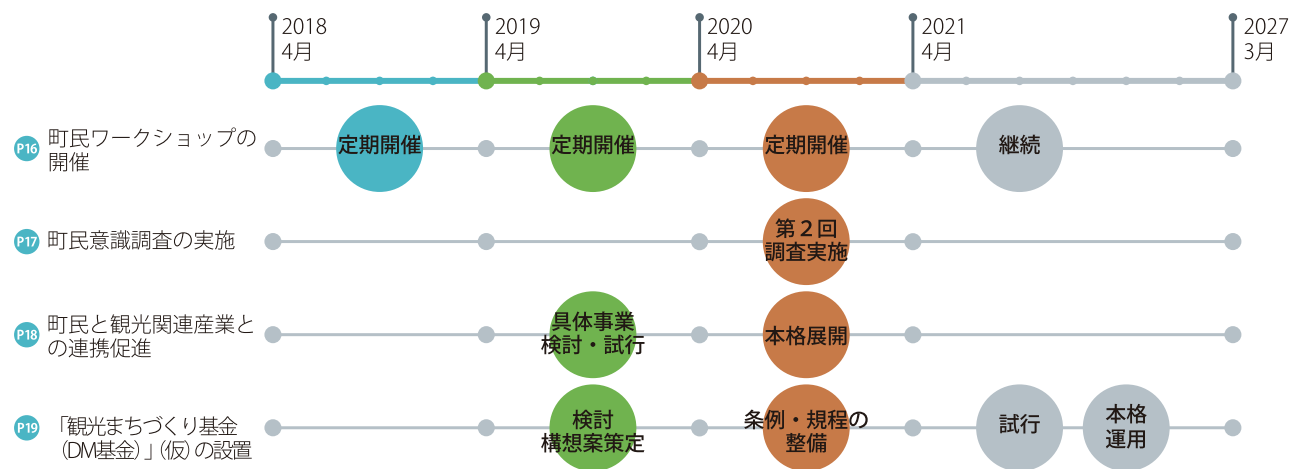 2018
4月
2019
4月
2020
4月
2021
4月
2027
3月
P16
町民ワークショップの
開催
定期開催
定期開催
定期開催
継続
P17
町民意識調査の実施
第2回
調査実施
P18
町民と観光関連産業と
の連携促進
具体事業
検討・試行
本格展開
P19
「観光まちづくり基金
(DM基金)」(仮)の設置
検討
構想案策定
条例・規程の
整備
試行
本格
運用